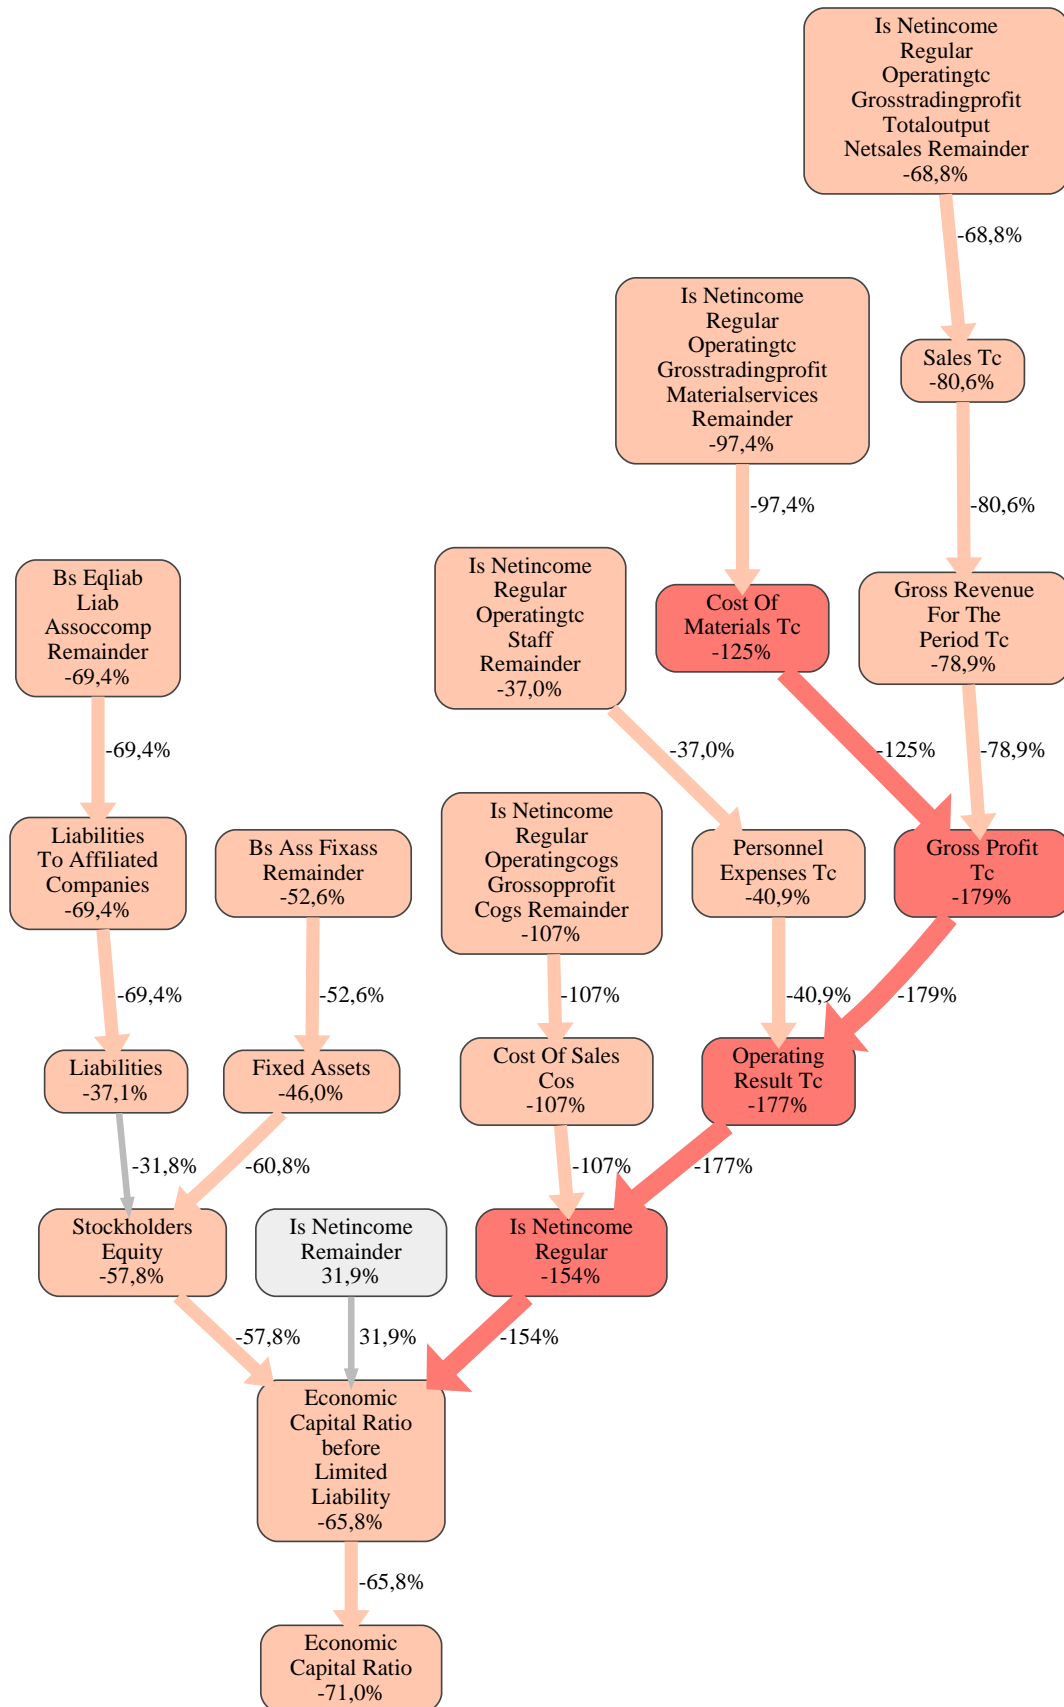 Is Netincome
Regular
Operatingtc
Grosstradingprofit
Totaloutput
Netsales Remainder
-68,8%
-68,8%
Is Netincome
Regular
Operatingtc
Grosstradingprofit
Materialservices
Remainder
-97,4%
Sales Tc
-80,6%
-97,4%
-80,6%
Bs Eqliab
Liab
Assoccomp
Remainder
-69,4%
Is Netincome
Regular
Operatingtc
Staff
Remainder
-37,0%
Cost Of
Materials Tc
-125%
Gross Revenue
For The
Period Tc
-78,9%
-69,4%
-37,0%
-125%
-78,9%
Liabilities
To Affiliated
Companies
-69,4%
Bs Ass Fixass
Remainder
-52,6%
Is Netincome
Regular
Operatingcogs
Grossopprofit
Cogs Remainder
-107%
Personnel
Expenses Tc
-40,9%
Gross Profit
Tc
-179%
-69,4%
-52,6%
-107%
-40,9%
-179%
Liabilities
-37,1%
Fixed Assets
-46,0%
Cost Of Sales
Cos
-107%
Operating
Result Tc
-177%
-31,8%
-60,8%
-107%
-177%
Stockholders
Equity
-57,8%
Is Netincome
Remainder
31,9%
Is Netincome
Regular
-154%
-57,8%
31,9%
-154%
Economic
Capital Ratio
before
Limited
Liability
-65,8%
-65,8%
Economic
Capital Ratio
-71,0%